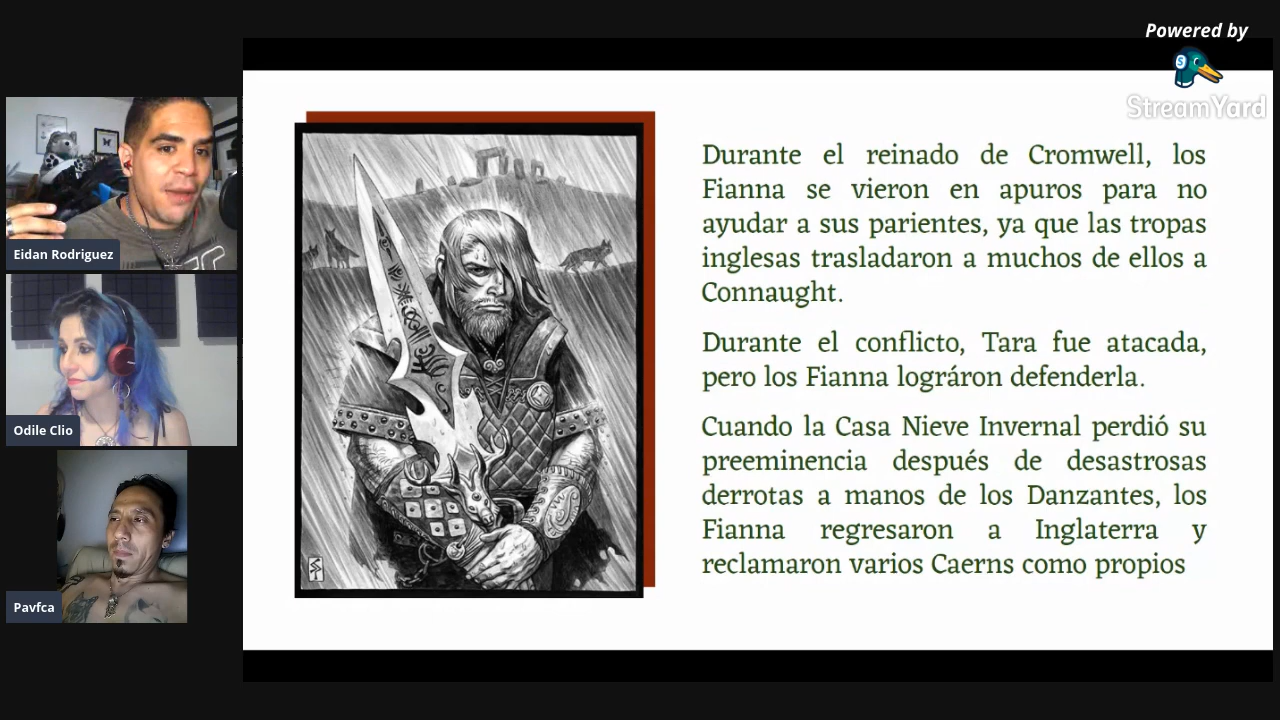 Powered by
StreamYard
Eidan Rodriguez
Odile Clio
Pavfca
Durante el reinado de Cromwell, los
Fianna se vieron en apuros para no
ayudar a sus parientes, ya que las tropas
inglesas trasladaron a muchos de ellos a
Connaught.
Durante el conflicto, Tara fue atacada,
pero los Fianna lográron defenderla.
Cuando la Casa Nieve Invernal perdió su
preeminencia después de desastrosas
derrotas a manos de los Danzantes, los
Fianna regresaron a Inglaterra y
reclamaron varios Caerns como propios